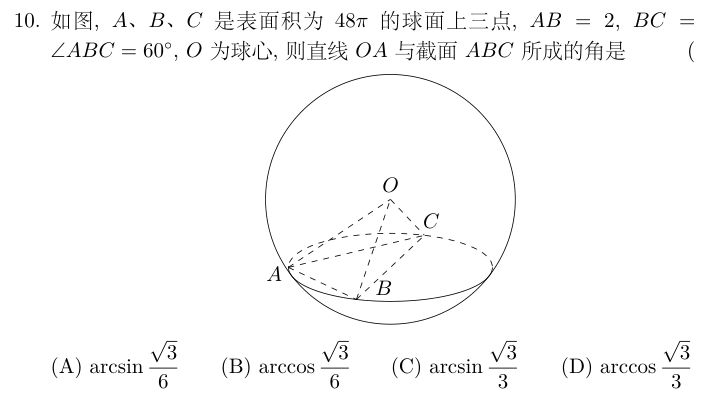 10. 如图, A、B、C 是表面积为 48π 的球面上三点, AB = 2, BC =
∠ABC = 60°, O 为球心, 则直线 OA 与截面 ABC 所成的角是 (
O
C
A
B
(A) arcsin √3/6 (B) arccos √3/6 (C) arcsin √3/3 (D) arccos √3/3